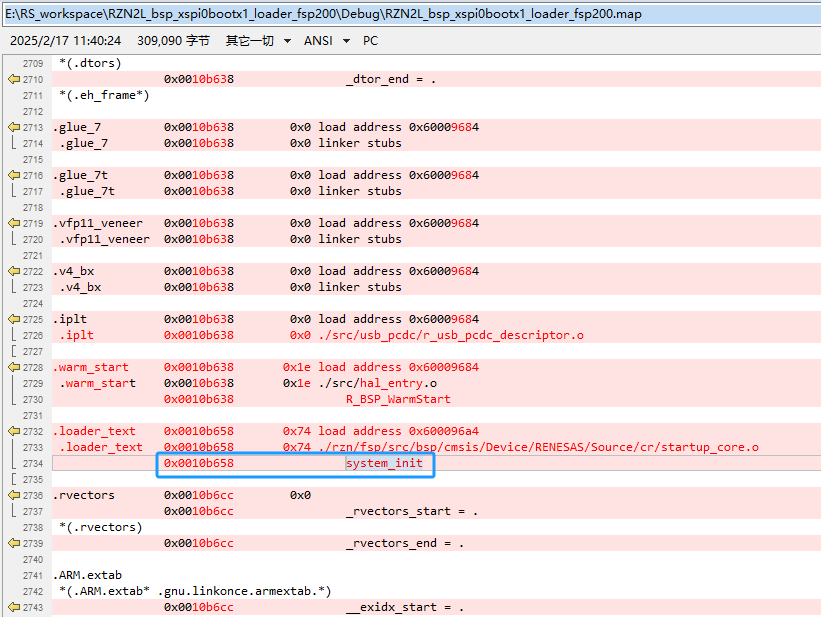 E:\RS_workspace\RZN2L_bsp_xspi0bootx1_loader_fsp200\Debug\RZN2L_bsp_xspi0bootx1_loader_fsp200.map
2025/2/17 11:40:24 309,090 字节 其它一切 ANSI PC
2709 *(.dtors)
2710 0x0010b638 _dtor_end = .
2711 *(.eh_frame*)
2712
2713 .glue_7 0x0010b638 0x0 load address 0x60009684
2714 .glue_7 0x0010b638 0x0 linker stubs
2715
2716 .glue_7t 0x0010b638 0x0 load address 0x60009684
2717 .glue_7t 0x0010b638 0x0 linker stubs
2718
2719 .vfp11_veneer 0x0010b638 0x0 load address 0x60009684
2720 .vfp11_veneer 0x0010b638 0x0 linker stubs
2721
2722 .v4_bx 0x0010b638 0x0 load address 0x60009684
2723 .v4_bx 0x0010b638 0x0 linker stubs
2724
2725 .iplt 0x0010b638 0x0 load address 0x60009684
2726 .iplt 0x0010b638 0x0 ./src/usb_pcdc/r_usb_pcdc_descriptor.o
2727
2728 .warm_start 0x0010b638 0x1e load address 0x60009684
2729 .warm_start 0x0010b638 0x1e ./src/hal_entry.o
2730 0x0010b638 R_BSP_WarmStart
2731
2732 .loader_text 0x0010b658 0x74 load address 0x600096a4
2733 .loader_text 0x0010b658 0x74 ./rzn/fsp/src/bsp/cmsis/Device/RENESAS/Source/cr/startup_core.o
2734 0x0010b658 system_init
2735
2736 .rvectors 0x0010b6cc 0x0
2737 0x0010b6cc _rvectors_start = .
2738 *(.rvectors)
2739 0x0010b6cc _rvectors_end = .
2740
2741 .ARM.extab
2742 *(.ARM.extab* .gnu.linkonce.armextab.*)
2743 0x0010b6cc __exidx_start = .